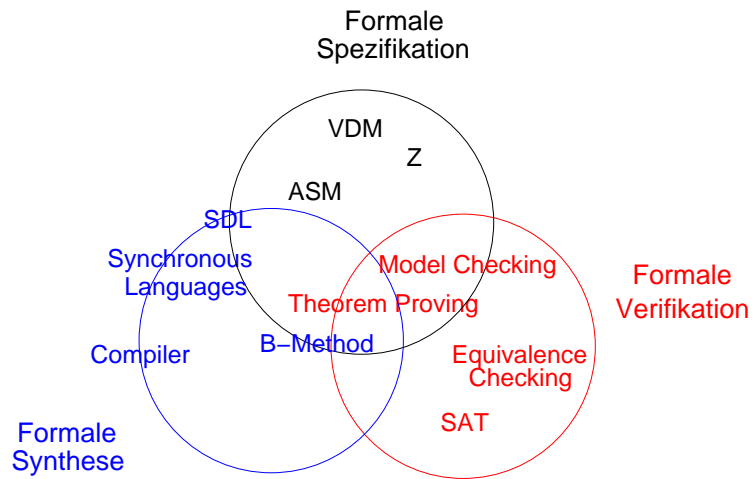 Formale
Spezifikation
VDM
Z
ASM
SDL
Synchronous
Languages
Model Checking
Formale
Verifikation
Theorem Proving
B−Method
Compiler
Equivalence
Checking
SAT
Formale
Synthese